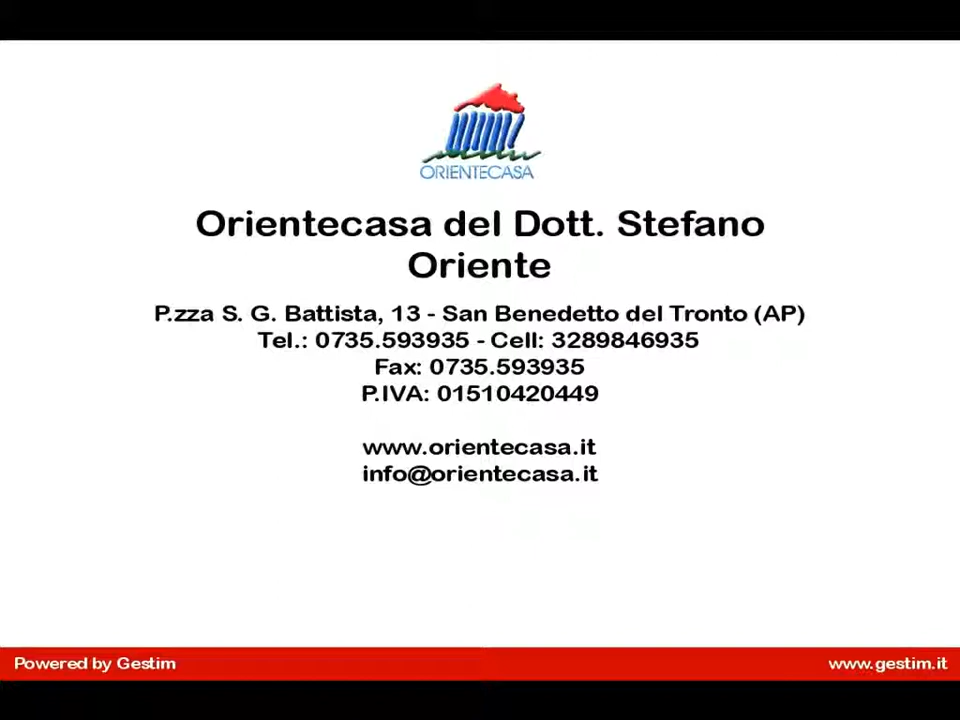 ORIENTECASA
Orientecasa del Dott. Stefano
Oriente
P.zza S. G. Battista, 13 - San Benedetto del Tronto (AP)
Tel.: 0735.593935 - Cell: 3289846935
Fax: 0735.593935
P.IVA: 01510420449
www.orientecasa.it
info@orientecasa.it
Powered by Gestim
www.gestim.it